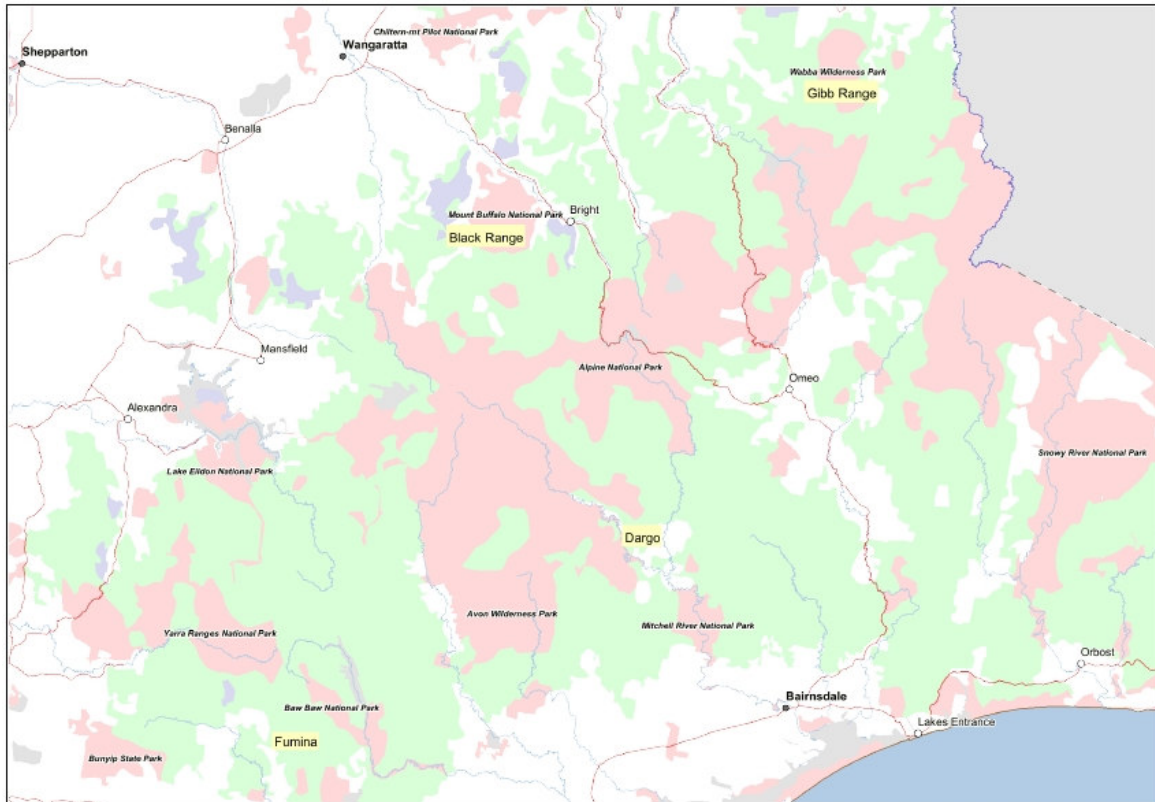 Chiltern-mt Pilot National Park
Shepparton
Wangaratta
Wabba Wilderness Park
Gibb Range
Benalla
Mount Buffalo National Park
Bright
Black Range
Mansfield
Alpine National Park
Omeo
Alexandra
Snowy River National Park
Lake Eildon National Park
Dargo
Avon Wilderness Park
Mitchell River National Park
Yarra Ranges National Park
Orbost
Bairnsdale
Baw Baw National Park
Lakes Entrance
Fumina
Bunyip State Park